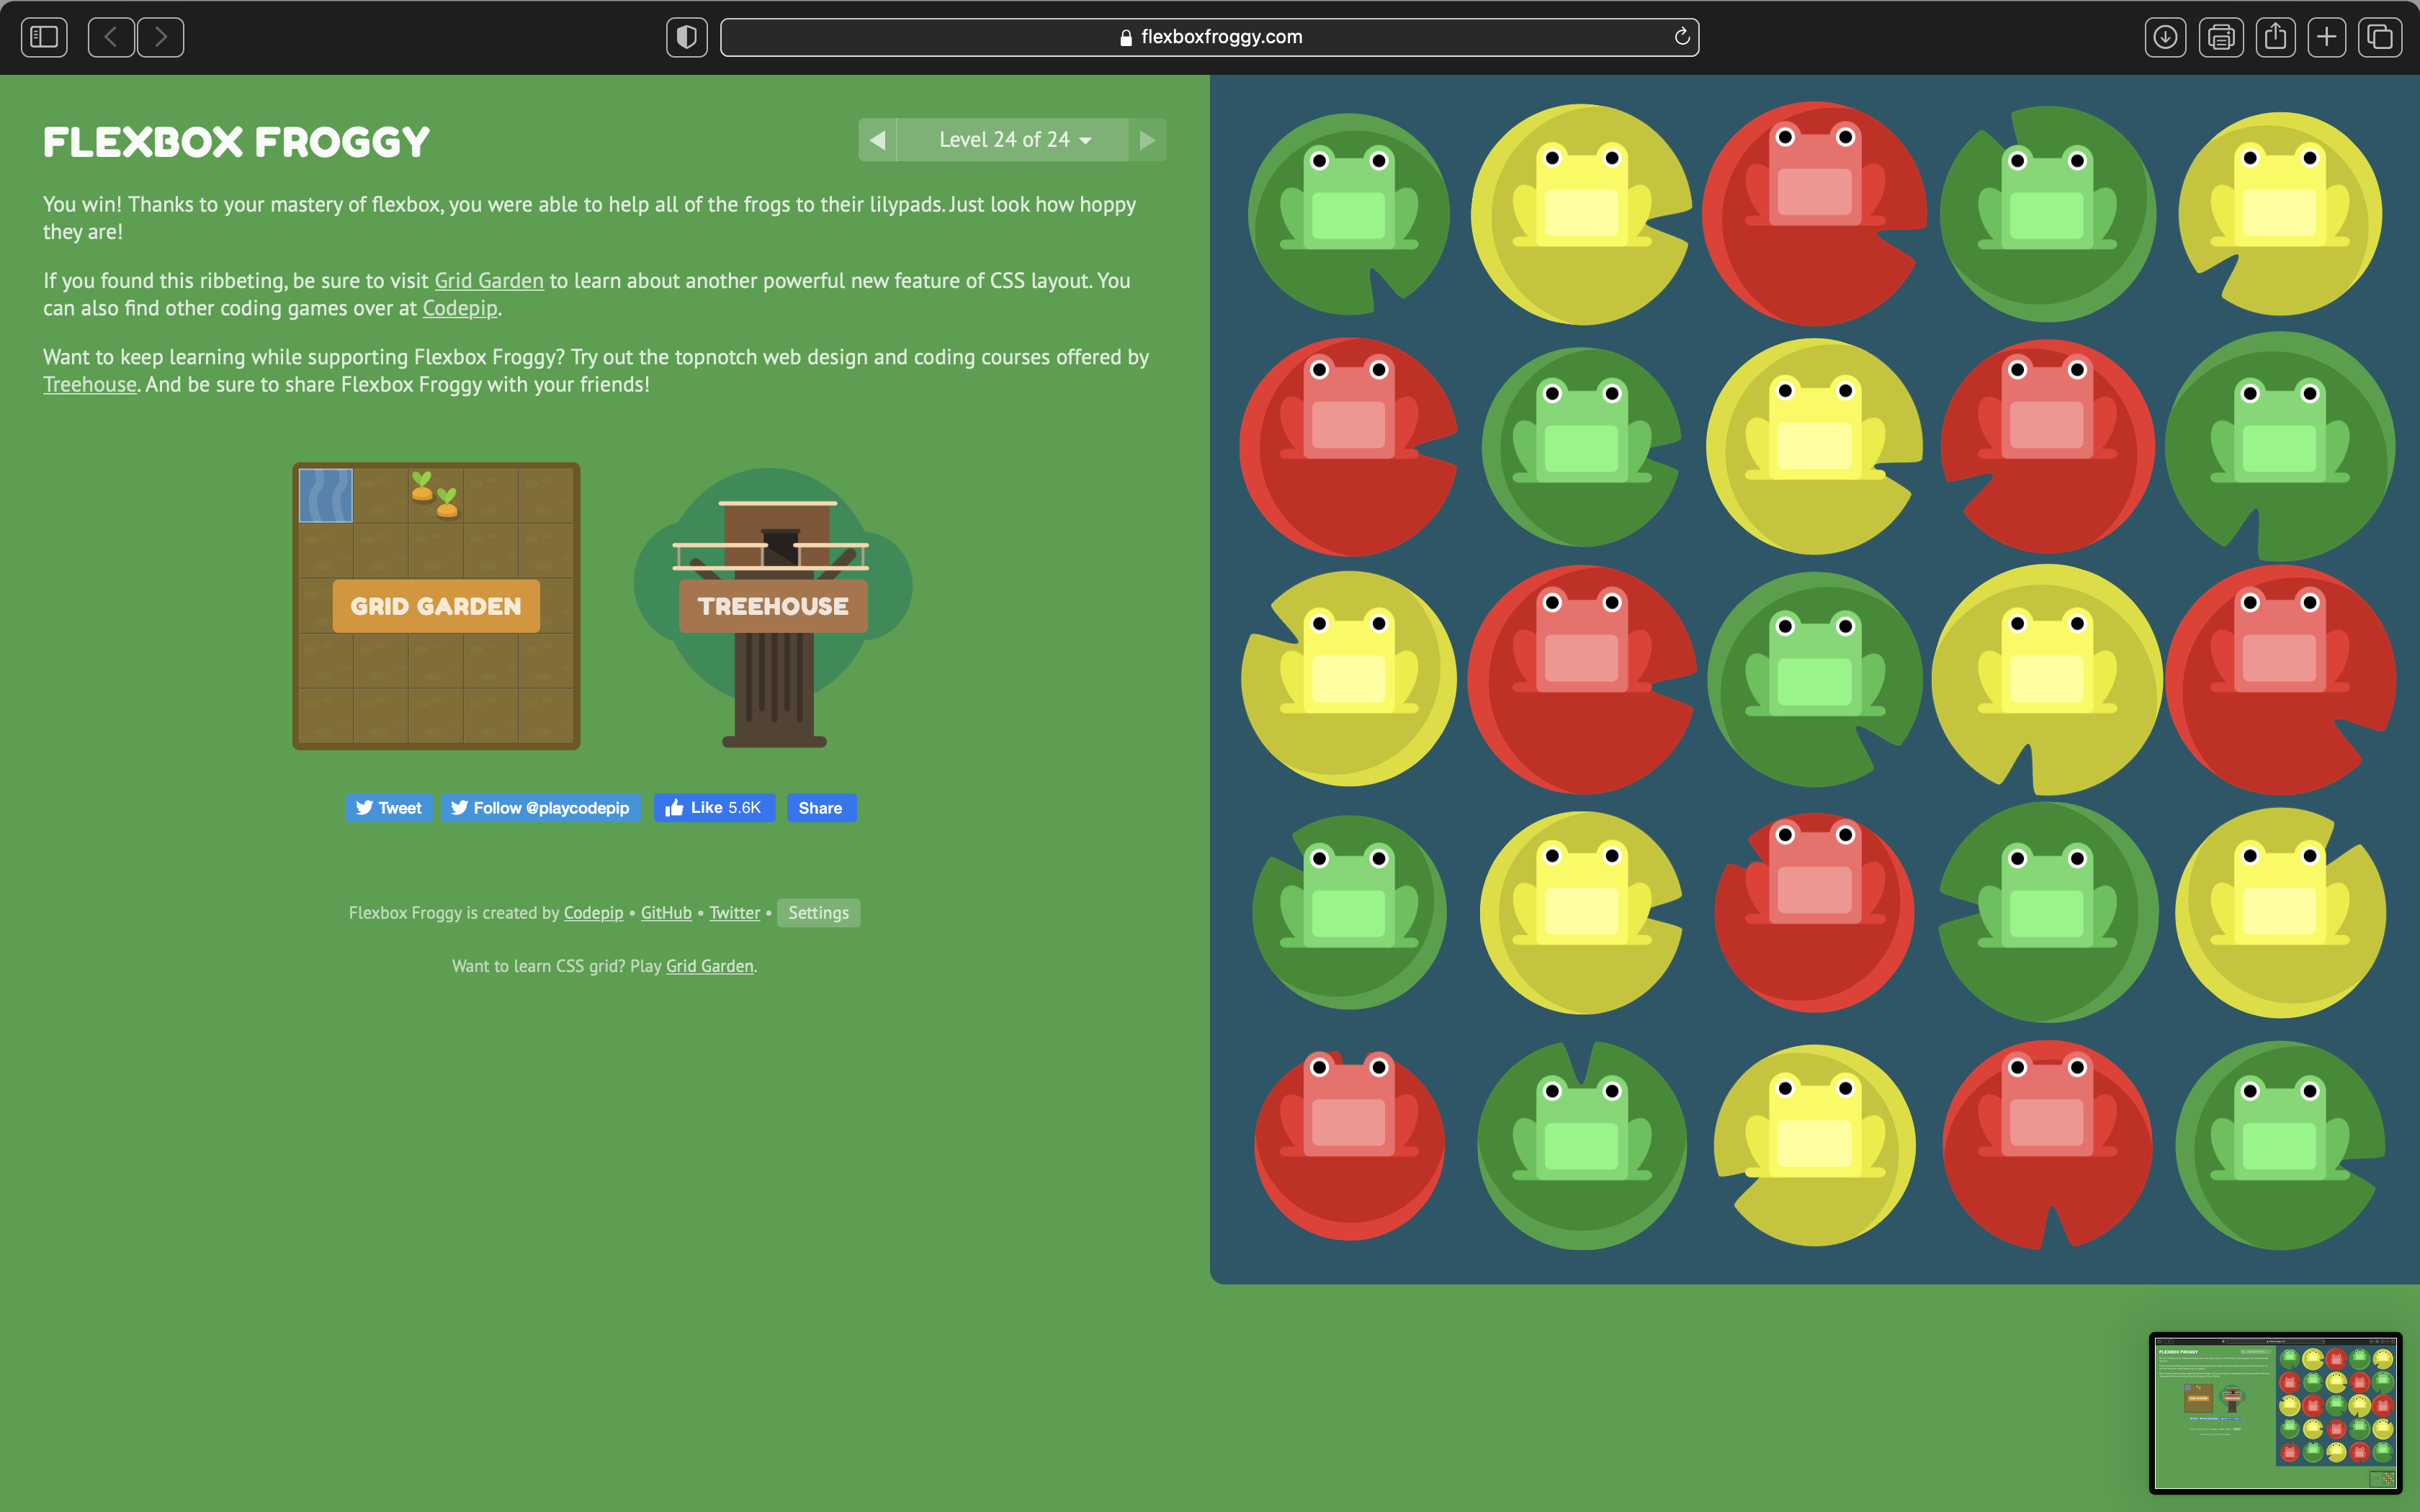 flexboxfroggy.com
FLEXBOX FROGGY
Level 24 of 24
You win! Thanks to your mastery of flexbox, you were able to help all of the frogs to their lilypads. Just look how hoppy
they are!
If you found this ribbeting, be sure to visit Grid Garden to learn about another powerful new feature of CSS layout. You
can also find other coding games over at Codepip.
Want to keep learning while supporting Flexbox Froggy? Try out the topnotch web design and coding courses offered by
Treehouse. And be sure to share Flexbox Froggy with your friends!
GRID GARDEN
TREEHOUSE
Tweet
Follow @playcodepip
Like 5.6K
Share
Flexbox Froggy is created by Codepip • GitHub • Twitter • Settings
Want to learn CSS grid? Play Grid Garden.